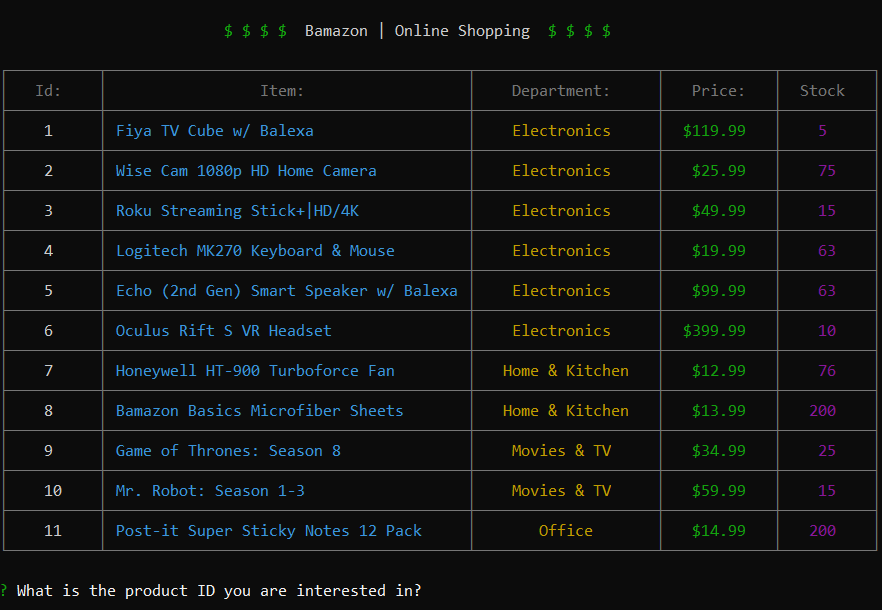 $ $ $ $ Bamazon | Online Shopping $ $ $ $
Id: Item: Department: Price: Stock
1 Fiya TV Cube w/ Balexa Electronics $119.99 5
2 Wise Cam 1080p HD Home Camera Electronics $25.99 75
3 Roku Streaming Stick+|HD/4K Electronics $49.99 15
4 Logitech MK270 Keyboard & Mouse Electronics $19.99 63
5 Echo (2nd Gen) Smart Speaker w/ Balexa Electronics $99.99 63
6 Oculus Rift S VR Headset Electronics $399.99 10
7 Honeywell HT-900 Turboforce Fan Home & Kitchen $12.99 76
8 Bamazon Basics Microfiber Sheets Home & Kitchen $13.99 200
9 Game of Thrones: Season 8 Movies & TV $34.99 25
10 Mr. Robot: Season 1-3 Movies & TV $59.99 15
11 Post-it Super Sticky Notes 12 Pack Office $14.99 200
? What is the product ID you are interested in?